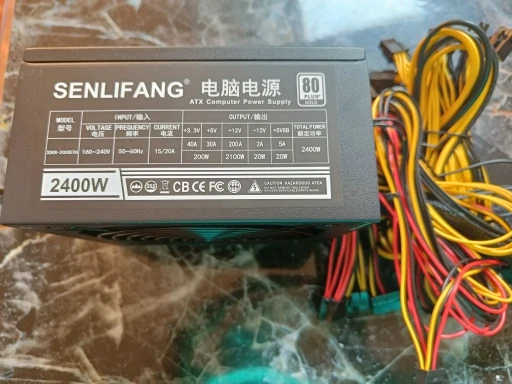 SENLIFANG® 电脑电源
ATX Computer Power Supply
80
PLUS
GOLD
MODEL 型号
INPUT/输入
OUTPUT/输出
VOLTAGE 电压
FREQUENCY 频率
CURRENT 电流
+3.3V +5V +12V -12V +5VSB
TOTAL POWER 额定功率
160~240V 50~60Hz 15/20A
40A 30A 200A 2A 5A
200W 2100W 20W 20W
2400W
2400W
CB CE FC
CAUTION HAZARDOUS AREA